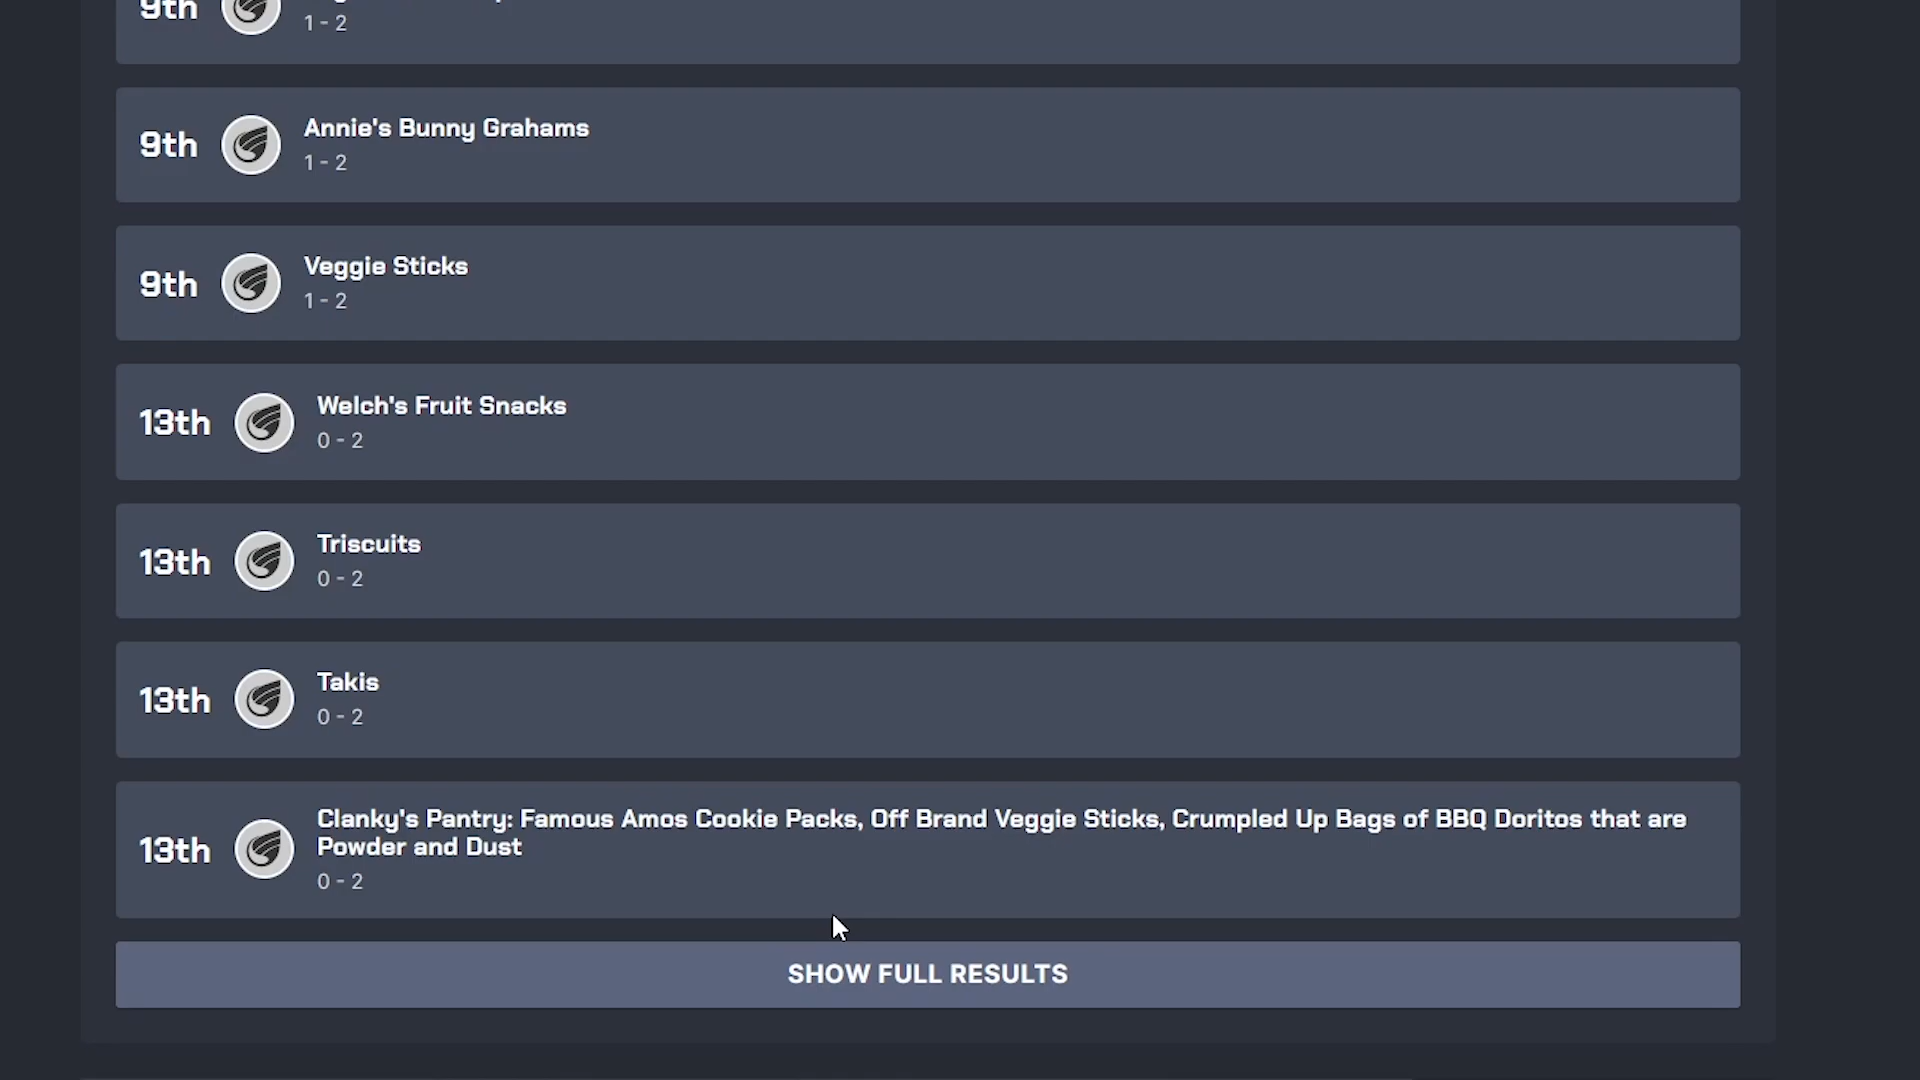 9th
1 - 2
9th
Annie's Bunny Grahams
1 - 2
9th
Veggie Sticks
1 - 2
13th
Welch's Fruit Snacks
0 - 2
13th
Triscuits
0 - 2
13th
Takis
0 - 2
13th
Clanky's Pantry: Famous Amos Cookie Packs, Off Brand Veggie Sticks, Crumpled Up Bags of BBQ Doritos that are
Powder and Dust
0 - 2
SHOW FULL RESULTS